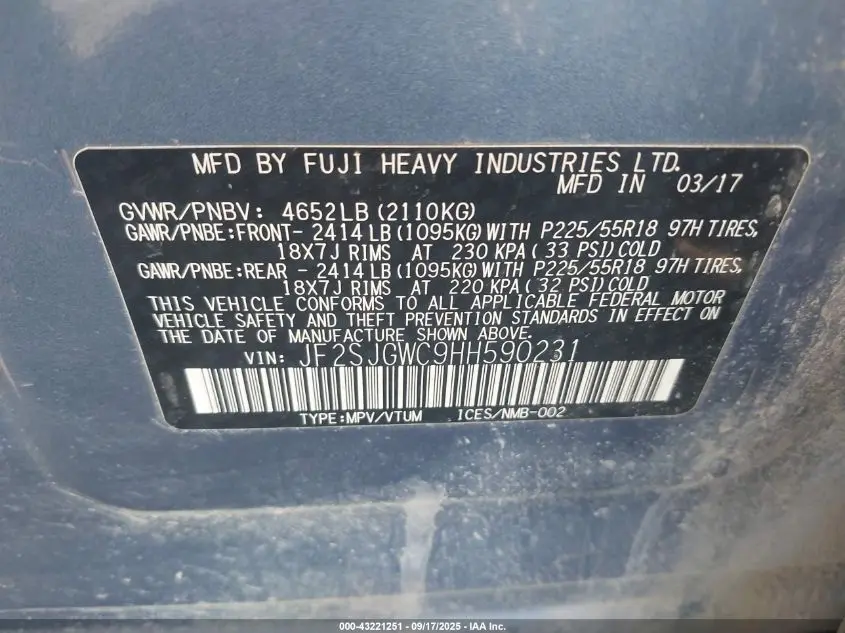 MFD BY FUJI HEAVY INDUSTRIES LTD.
MFD IN 03/17
GVWR/PNBV: 4652LB(2110KG)
GAWR/PNBE:FRONT- 2414LB(1095KG)WITH P225/55R18 97H TIRES,
18X7J RIMS AT 230 KPA(33 PSI)COLD
GAWR/PNBE:REAR - 2414LB(1095KG)WITH P225/55R18 97H TIRES,
18X7J RIMS AT 220 KPA(32 PSI)COLD
THIS VEHICLE CONFORMS TO ALL APPLICABLE FEDERAL MOTOR
VEHICLE SAFETY AND THEFT PREVENTION STANDARDS IN EFFECT ON
THE DATE OF MANUFACTURE SHOWN ABOVE.
VIN: JF2SJGWC9HH590231
TYPE:MPV/VTUM ICES/NMB-002
000-43221251 - 09/17/2025 - IAA Inc.